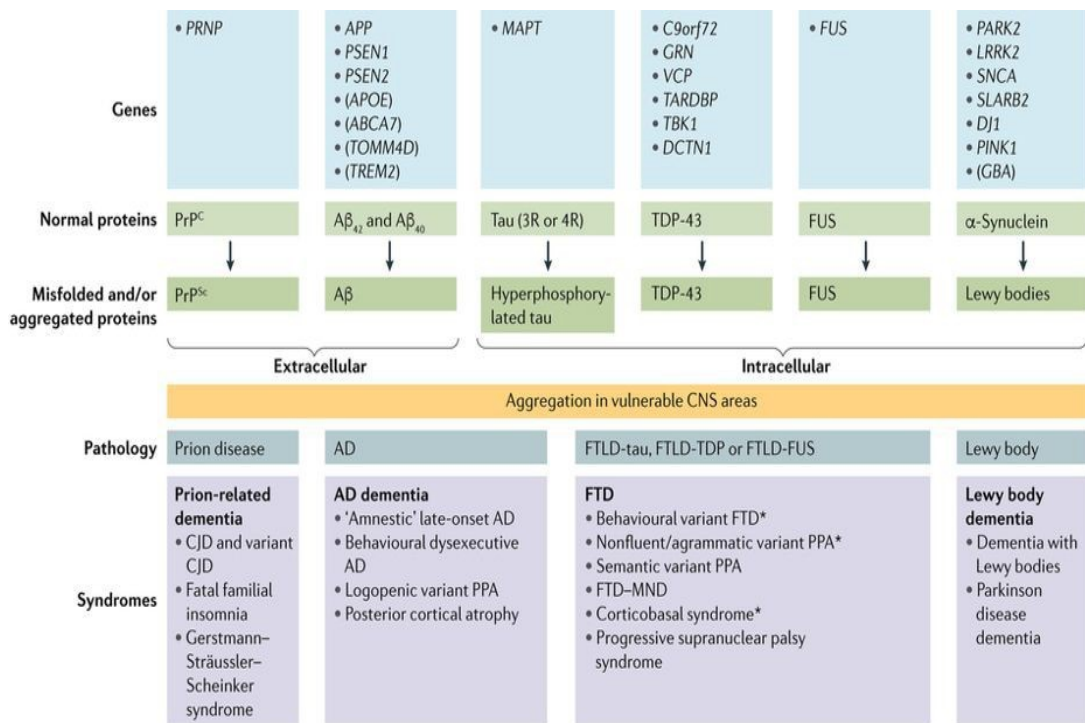 Genes
• PRNP
• APP
• PSEN1
• PSEN2
• (APOE)
• (ABCA7)
• (TOMM4D)
• (TREM2)
• MAPT
• C9orf72
• GRN
• VCP
• TARDBP
• TBK1
• DCTN1
• FUS
• PARK2
• LRRK2
• SNCA
• SLARB2
• DJ1
• PINK1
• (GBA)
Normal proteins
PrPᶜ
Aβ₄₂ and Aβ₄₀
Tau (3R or 4R)
TDP-43
FUS
α-Synuclein
Misfolded and/or
aggregated proteins
PrPˢᶜ
Aβ
Hyperphosphory-
lated tau
TDP-43
FUS
Lewy bodies
Extracellular
Intracellular
Aggregation in vulnerable CNS areas
Pathology
Prion disease
AD
FTLD-tau, FTLD-TDP or FTLD-FUS
Lewy body
Syndromes
Prion-related
dementia
• CJD and variant
CJD
• Fatal familial
insomnia
• Gerstmann–
Sträussler–
Scheinker
syndrome
AD dementia
• ‘Amnestic’ late-onset AD
• Behavioural dysexecutive
AD
• Logopenic variant PPA
• Posterior cortical atrophy
FTD
• Behavioural variant FTD*
• Nonfluent/agrammatic variant PPA*
• Semantic variant PPA
• FTD–MND
• Corticobasal syndrome*
• Progressive supranuclear palsy
syndrome
Lewy body
dementia
• Dementia with
Lewy bodies
• Parkinson
disease
dementia